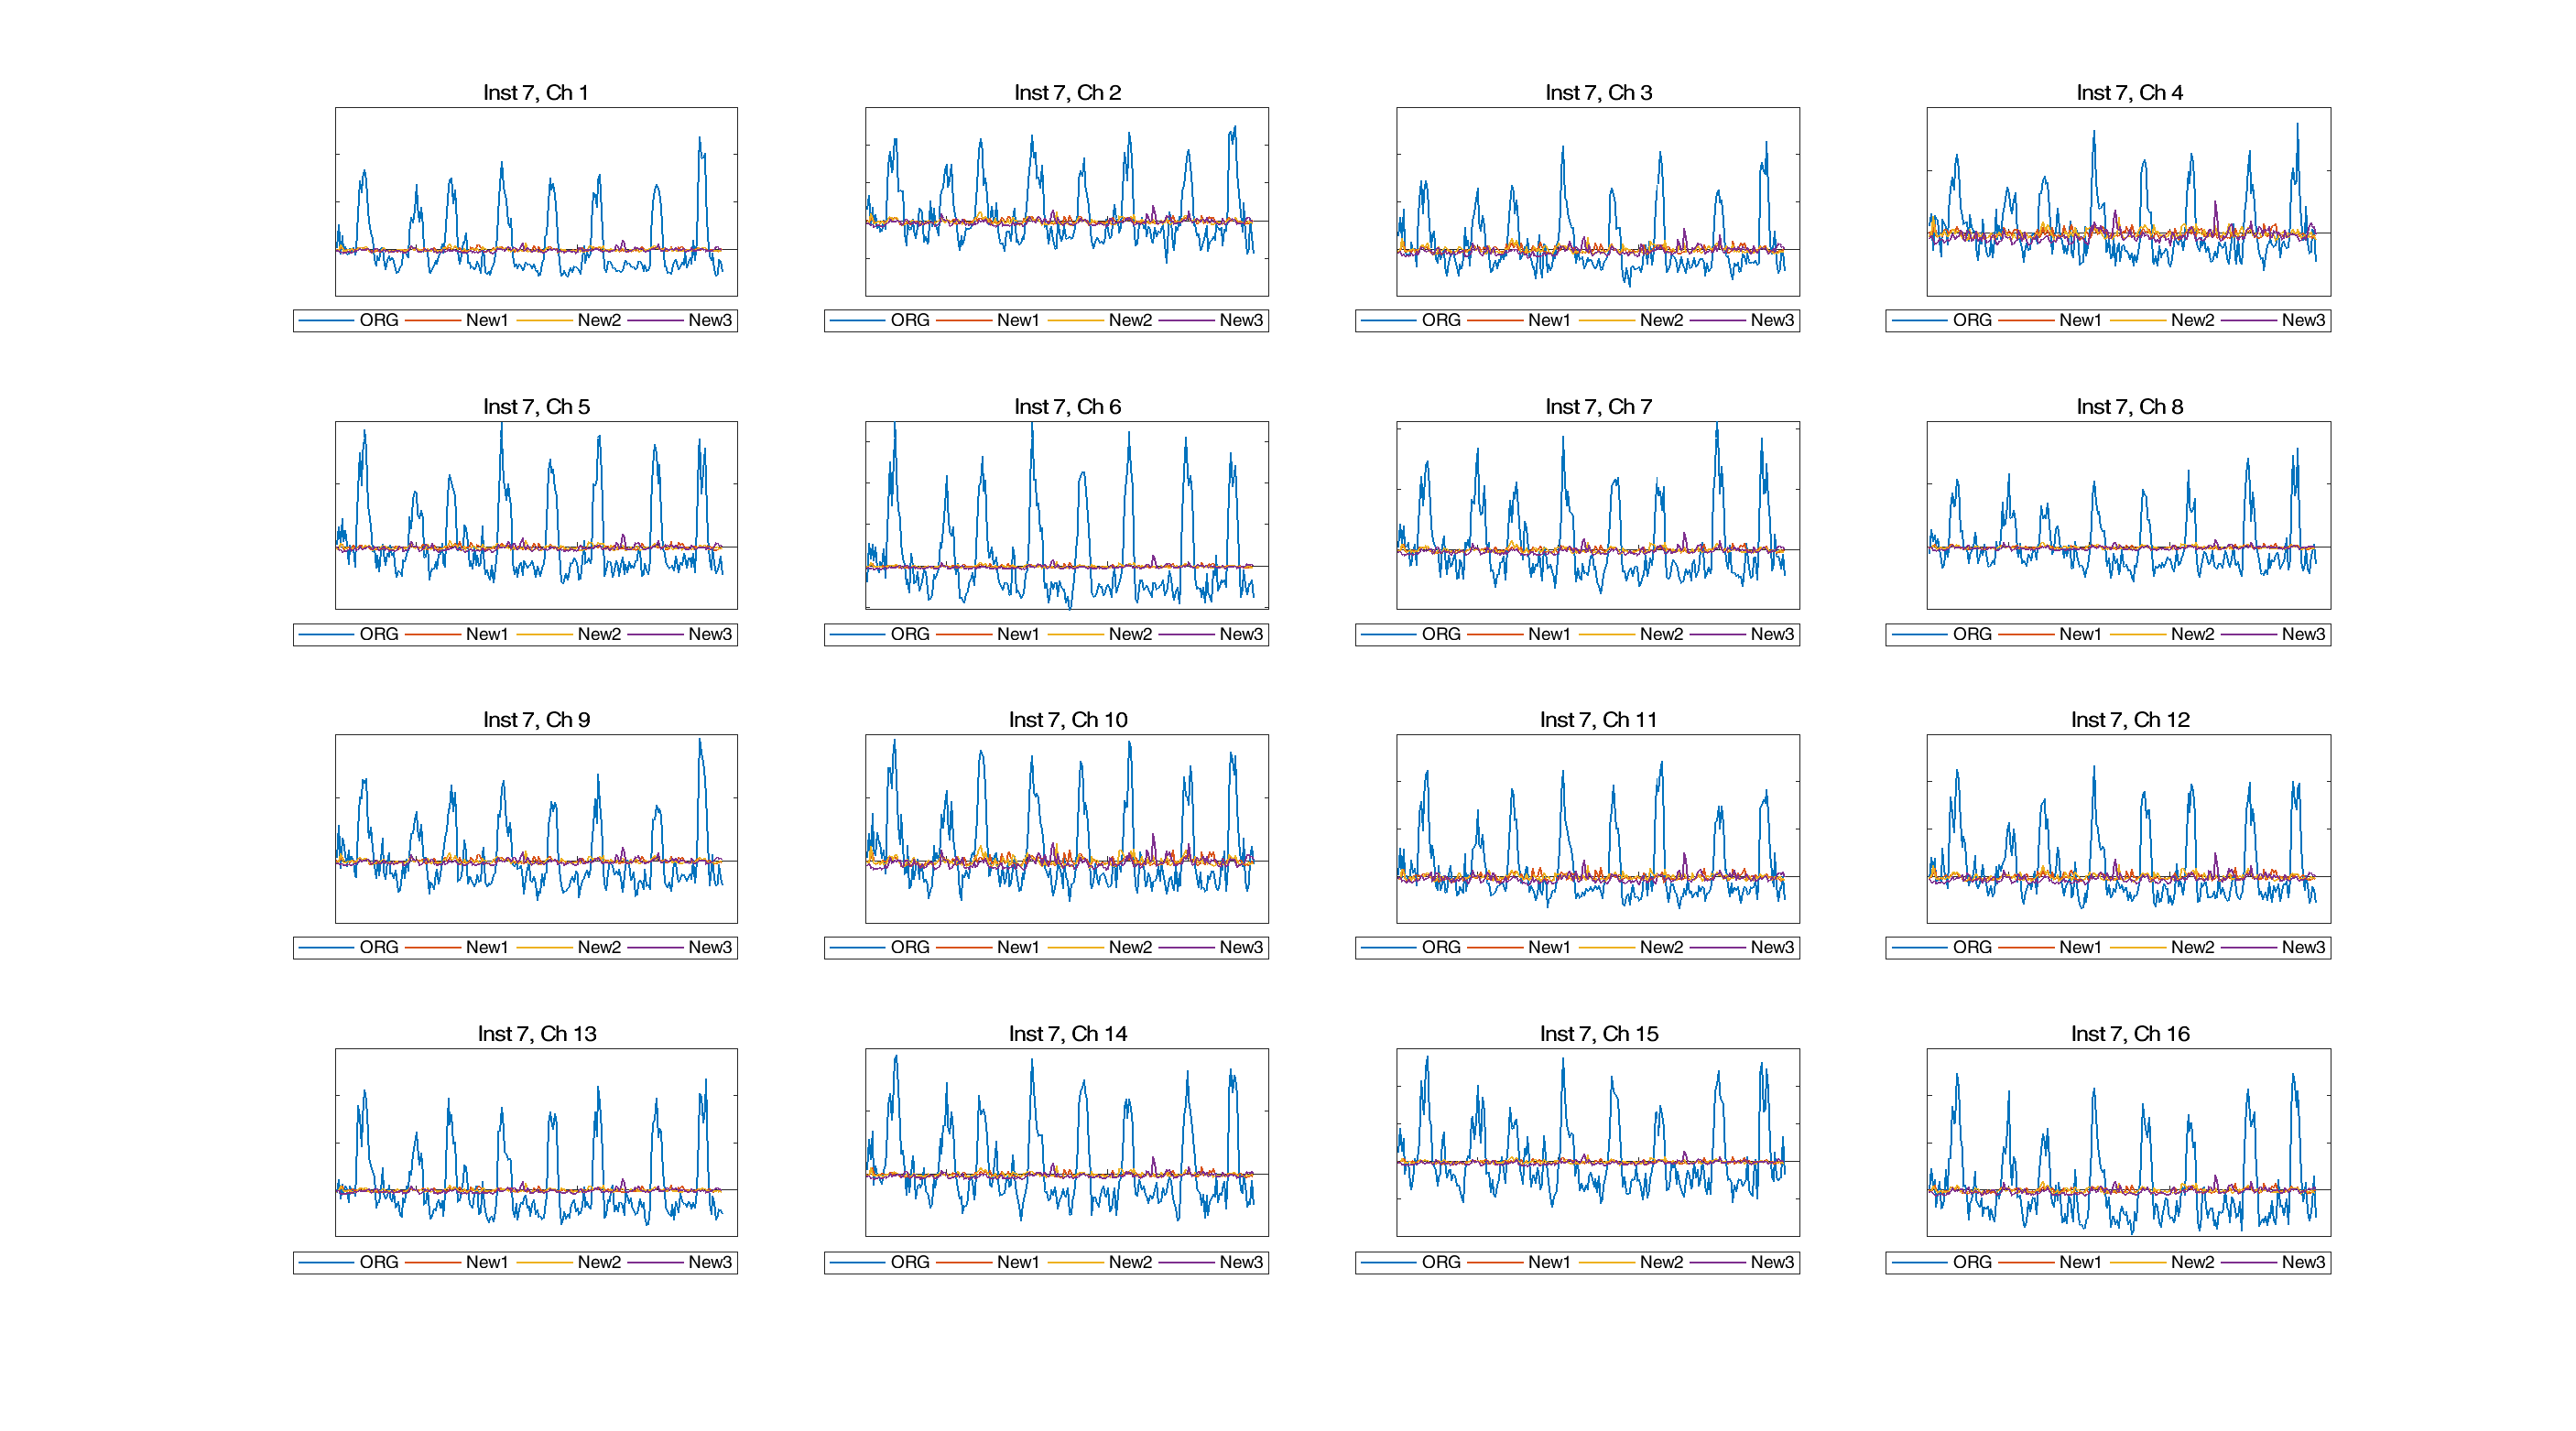 Inst 7, Ch 1
Inst 7, Ch 2
Inst 7, Ch 3
Inst 7, Ch 4
ORG New1 New2 New3
ORG New1 New2 New3
ORG New1 New2 New3
ORG New1 New2 New3
Inst 7, Ch 5
Inst 7, Ch 6
Inst 7, Ch 7
Inst 7, Ch 8
ORG New1 New2 New3
ORG New1 New2 New3
ORG New1 New2 New3
ORG New1 New2 New3
Inst 7, Ch 9
Inst 7, Ch 10
Inst 7, Ch 11
Inst 7, Ch 12
ORG New1 New2 New3
ORG New1 New2 New3
ORG New1 New2 New3
ORG New1 New2 New3
Inst 7, Ch 13
Inst 7, Ch 14
Inst 7, Ch 15
Inst 7, Ch 16
ORG New1 New2 New3
ORG New1 New2 New3
ORG New1 New2 New3
ORG New1 New2 New3